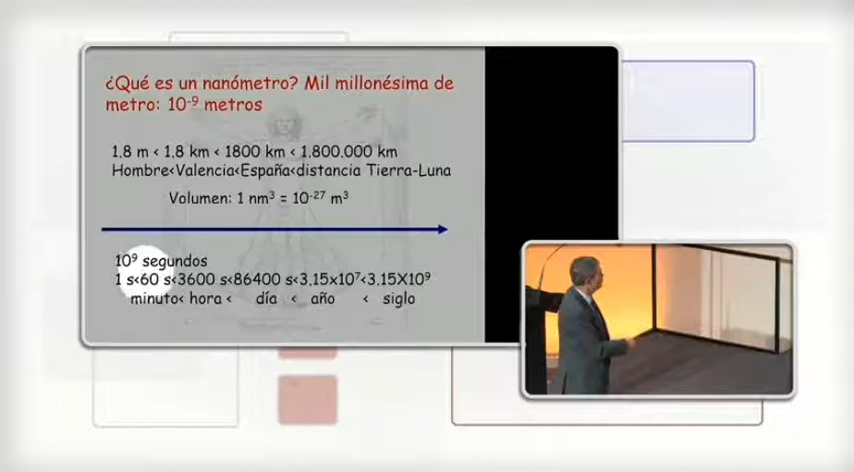 ¿Qué es un nanómetro? Mil millonésima de
metro: 10⁻⁹ metros
1.8 m < 1.8 km < 1800 km < 1.800.000 km
Hombre<Valencia<España<distancia Tierra-Luna
Volumen: 1 nm³ = 10⁻²⁷ m³
10⁹ segundos
1 s<60 s<3600 s<86400 s<3,15x10⁷<3.15X10⁹
minuto< hora < día < año < siglo